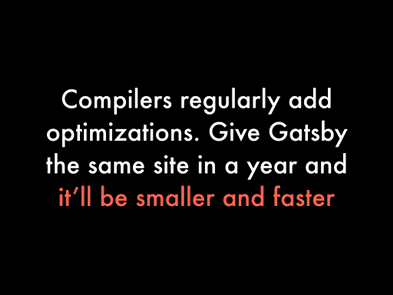 Compilers regularly add
optimizations. Give Gatsby
the same site in a year and
it’ll be smaller and faster